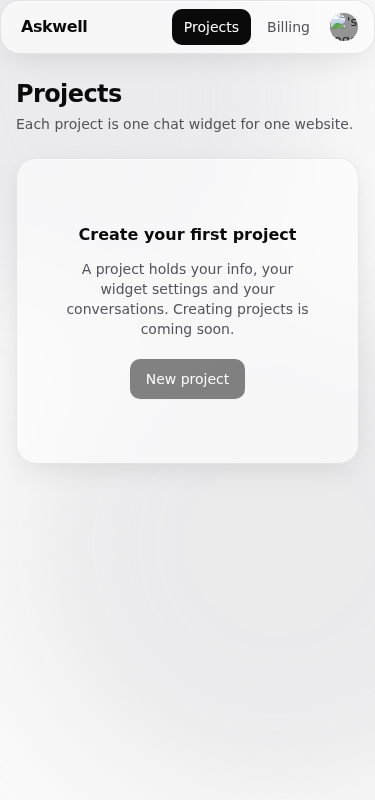 Askwell
Projects
Billing
Projects
Each project is one chat widget for one website.
Create your first project
A project holds your info, your
widget settings and your
conversations. Creating projects is
coming soon.
New project